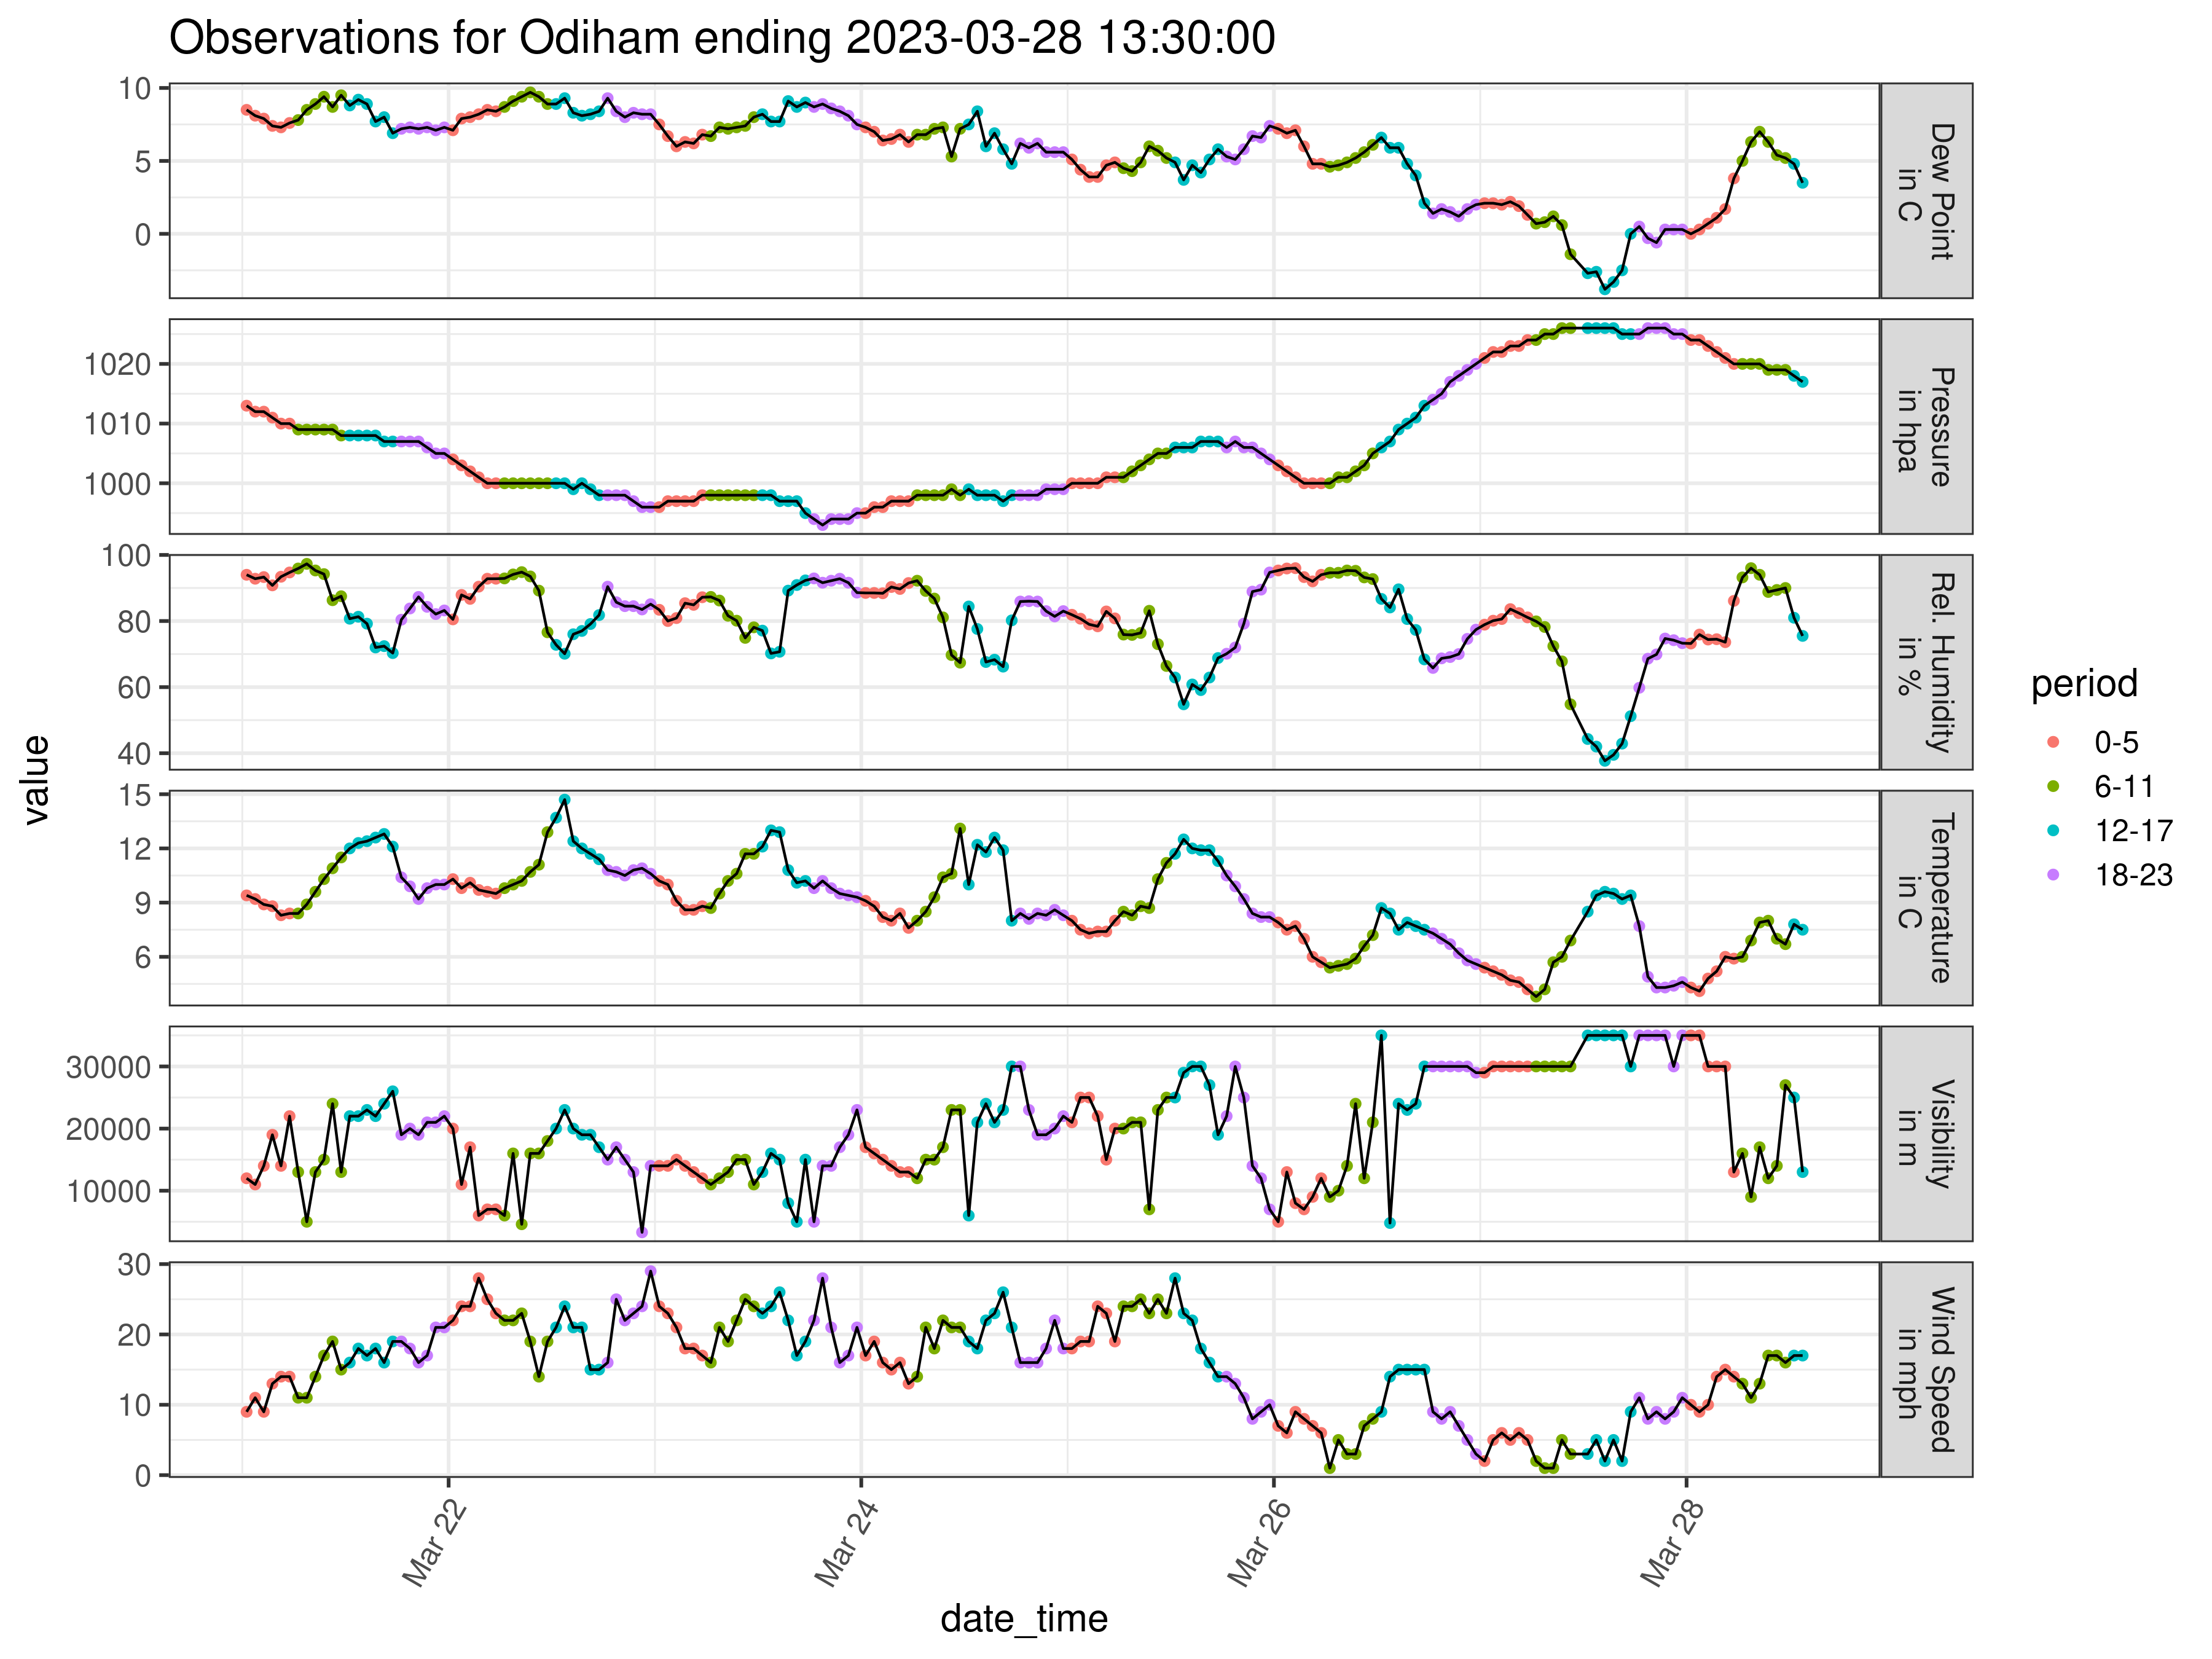 Observations for Odiham ending 2023-03-28 13:30:00
value
10
5
0
Dew Point
in C
1020
1010
1000
Pressure
in hpa
100
80
60
40
Rel. Humidity
in %
15
12
9
6
Temperature
in C
30000
20000
10000
Visibility
in m
30
20
10
0
Wind Speed
in mph
Mar 22
Mar 24
Mar 26
Mar 28
date_time
period
0-5
6-11
12-17
18-23